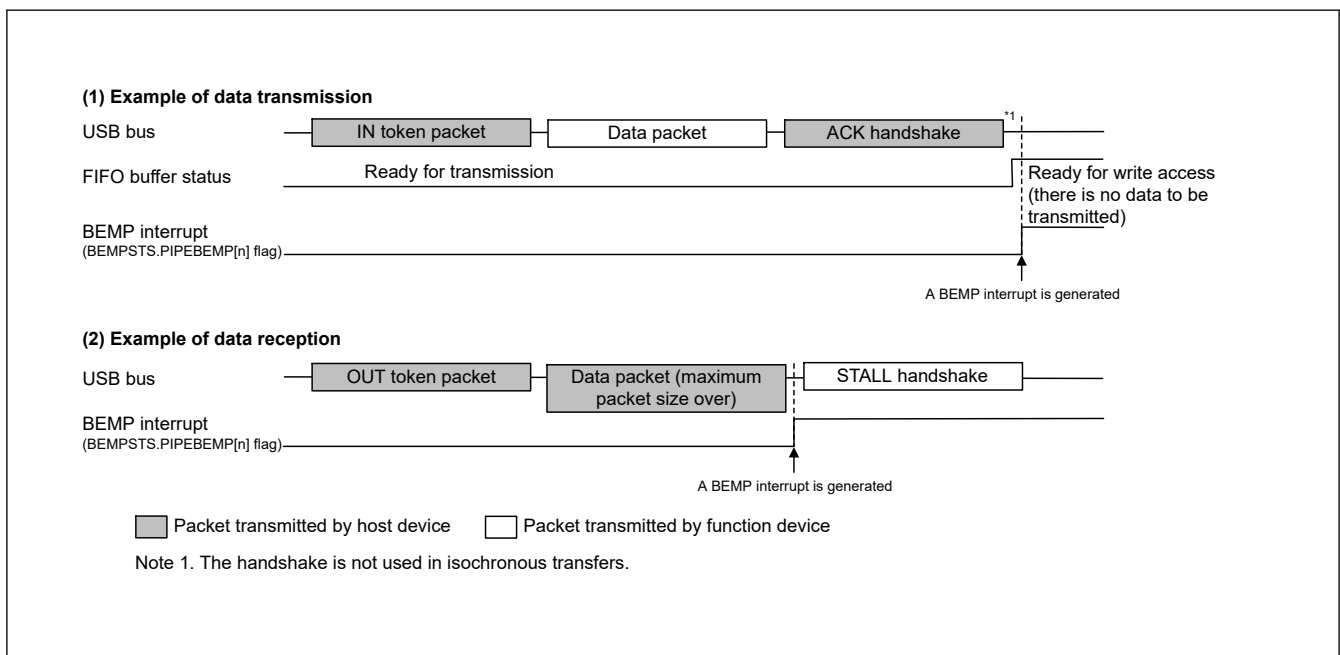 (1) Example of data transmission
USB bus
IN token packet
Data packet
ACK handshake
*1
FIFO buffer status
Ready for transmission
Ready for write access
(there is no data to be
transmitted)
BEMP interrupt
(BEMPSTS.PIPEBEMP[n] flag)
A BEMP interrupt is generated
(2) Example of data reception
USB bus
OUT token packet
Data packet (maximum
packet size over)
STALL handshake
BEMP interrupt
(BEMPSTS.PIPEBEMP[n] flag)
A BEMP interrupt is generated
Packet transmitted by host device
Packet transmitted by function device
Note 1. The handshake is not used in isochronous transfers.